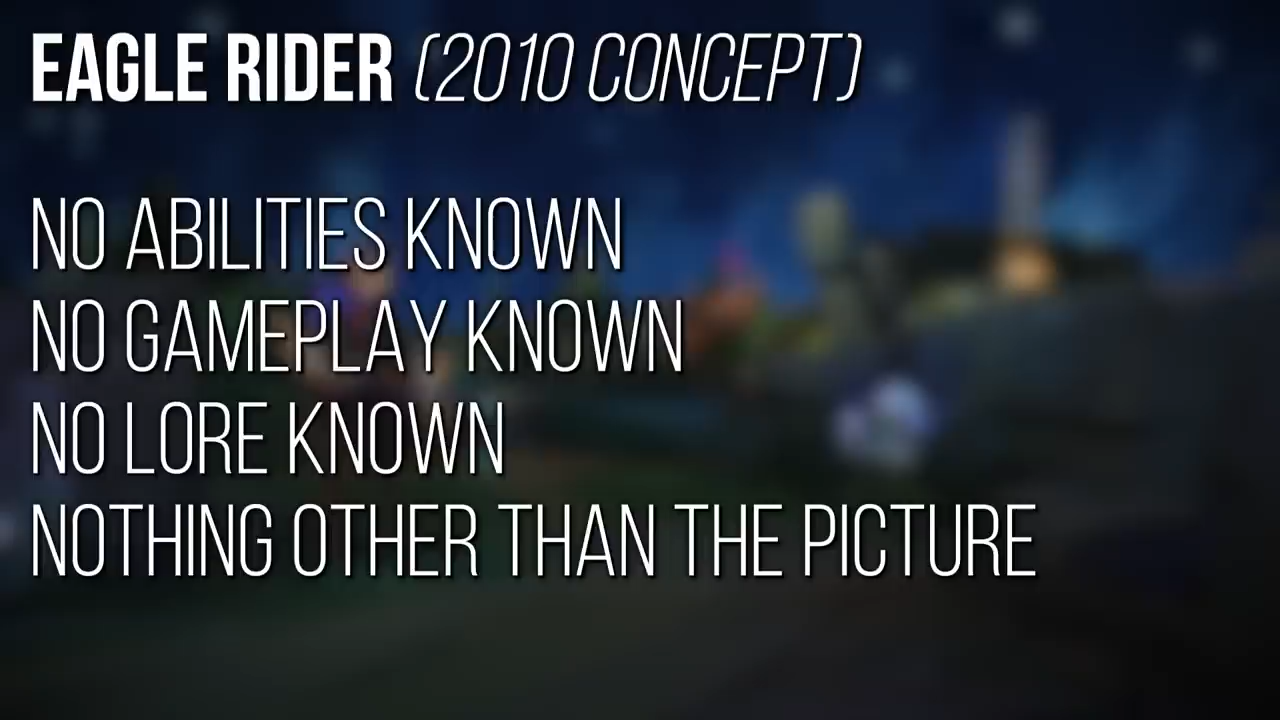 EAGLE RIDER (2010 CONCEPT)
NO ABILITIES KNOWN
NO GAMEPLAY KNOWN
NO LORE KNOWN
NOTHING OTHER THAN THE PICTURE